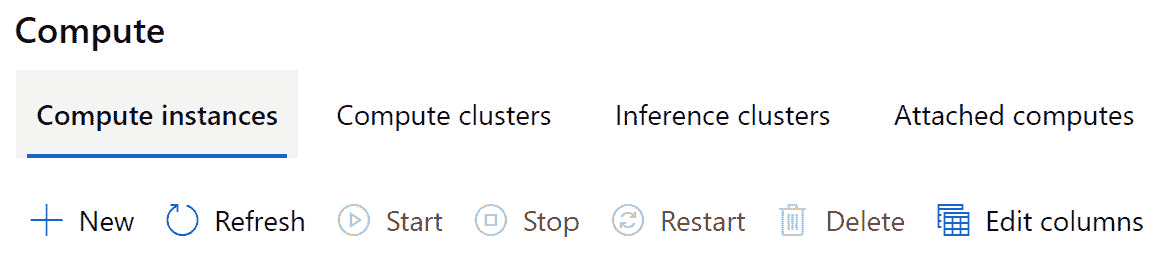 Compute
Compute instances Compute clusters Inference clusters Attached computes
New Refresh Start Stop Restart Delete Edit columns